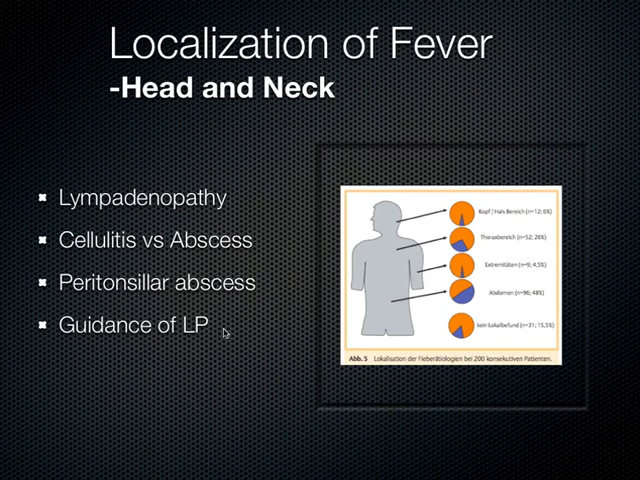 Localization of Fever
-Head and Neck
Lympadenopathy
Cellulitis vs Abscess
Peritonsillar abscess
Guidance of LP
Kopf / Hals Bereich (n=12; 6%)
Thoraxbereich (n=52; 26%)
Extremitäten (n=9; 4,5%)
Abdomen (n=96; 48%)
kein Lokalbefund (n=31; 15,5%)
Abb. 5 Lokalisation der Fieberätiologien bei 200 konsekutiven Patienten.